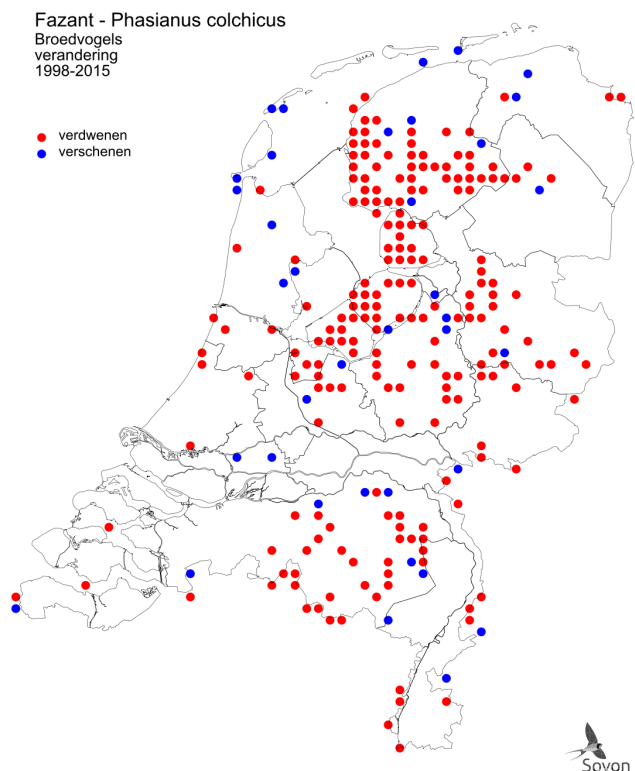 Fazant - Phasianus colchicus
Broedvogels
verandering
1998-2015
verdwenen
verschenen
Sovon